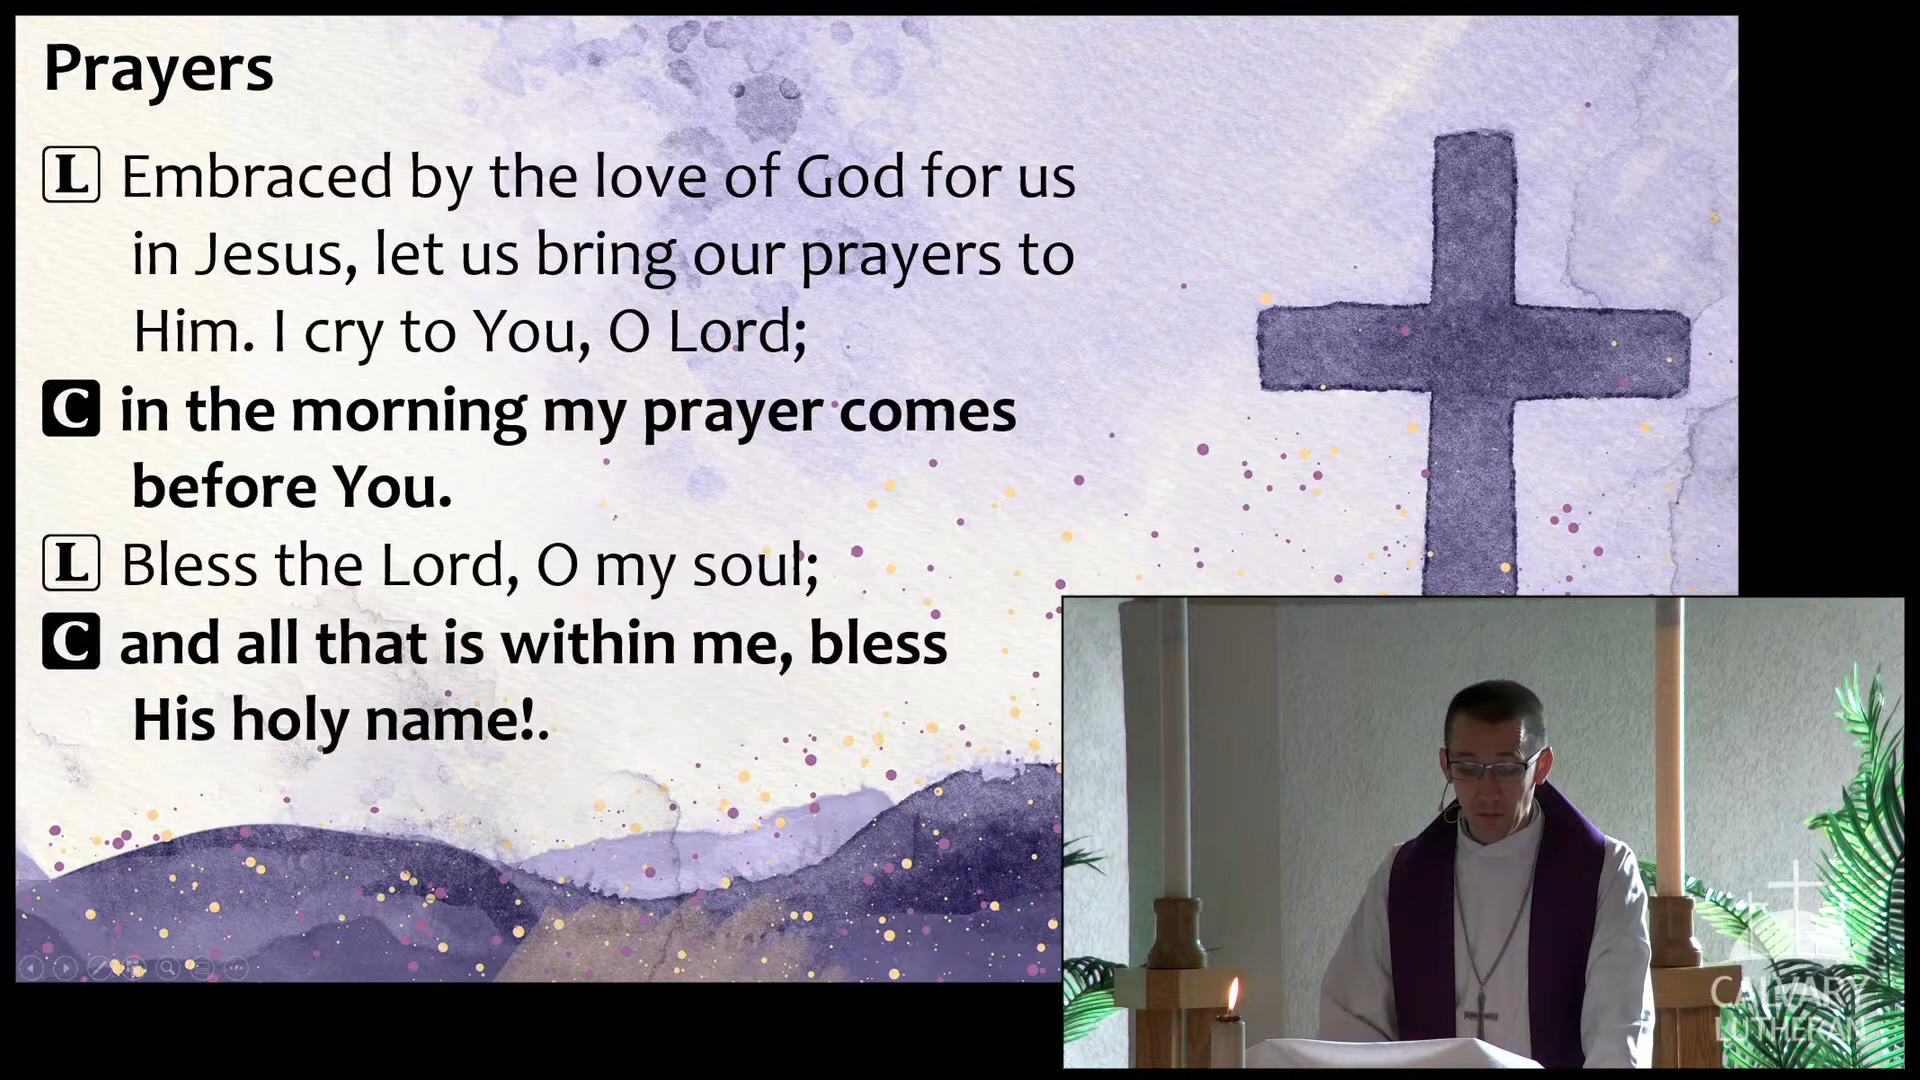 Prayers
L Embraced by the love of God for us
in Jesus, let us bring our prayers to
Him. I cry to You, O Lord;
C in the morning my prayer comes
before You.
L Bless the Lord, O my soul;
C and all that is within me, bless
His holy name!.
CALVARY
LUTHERAN